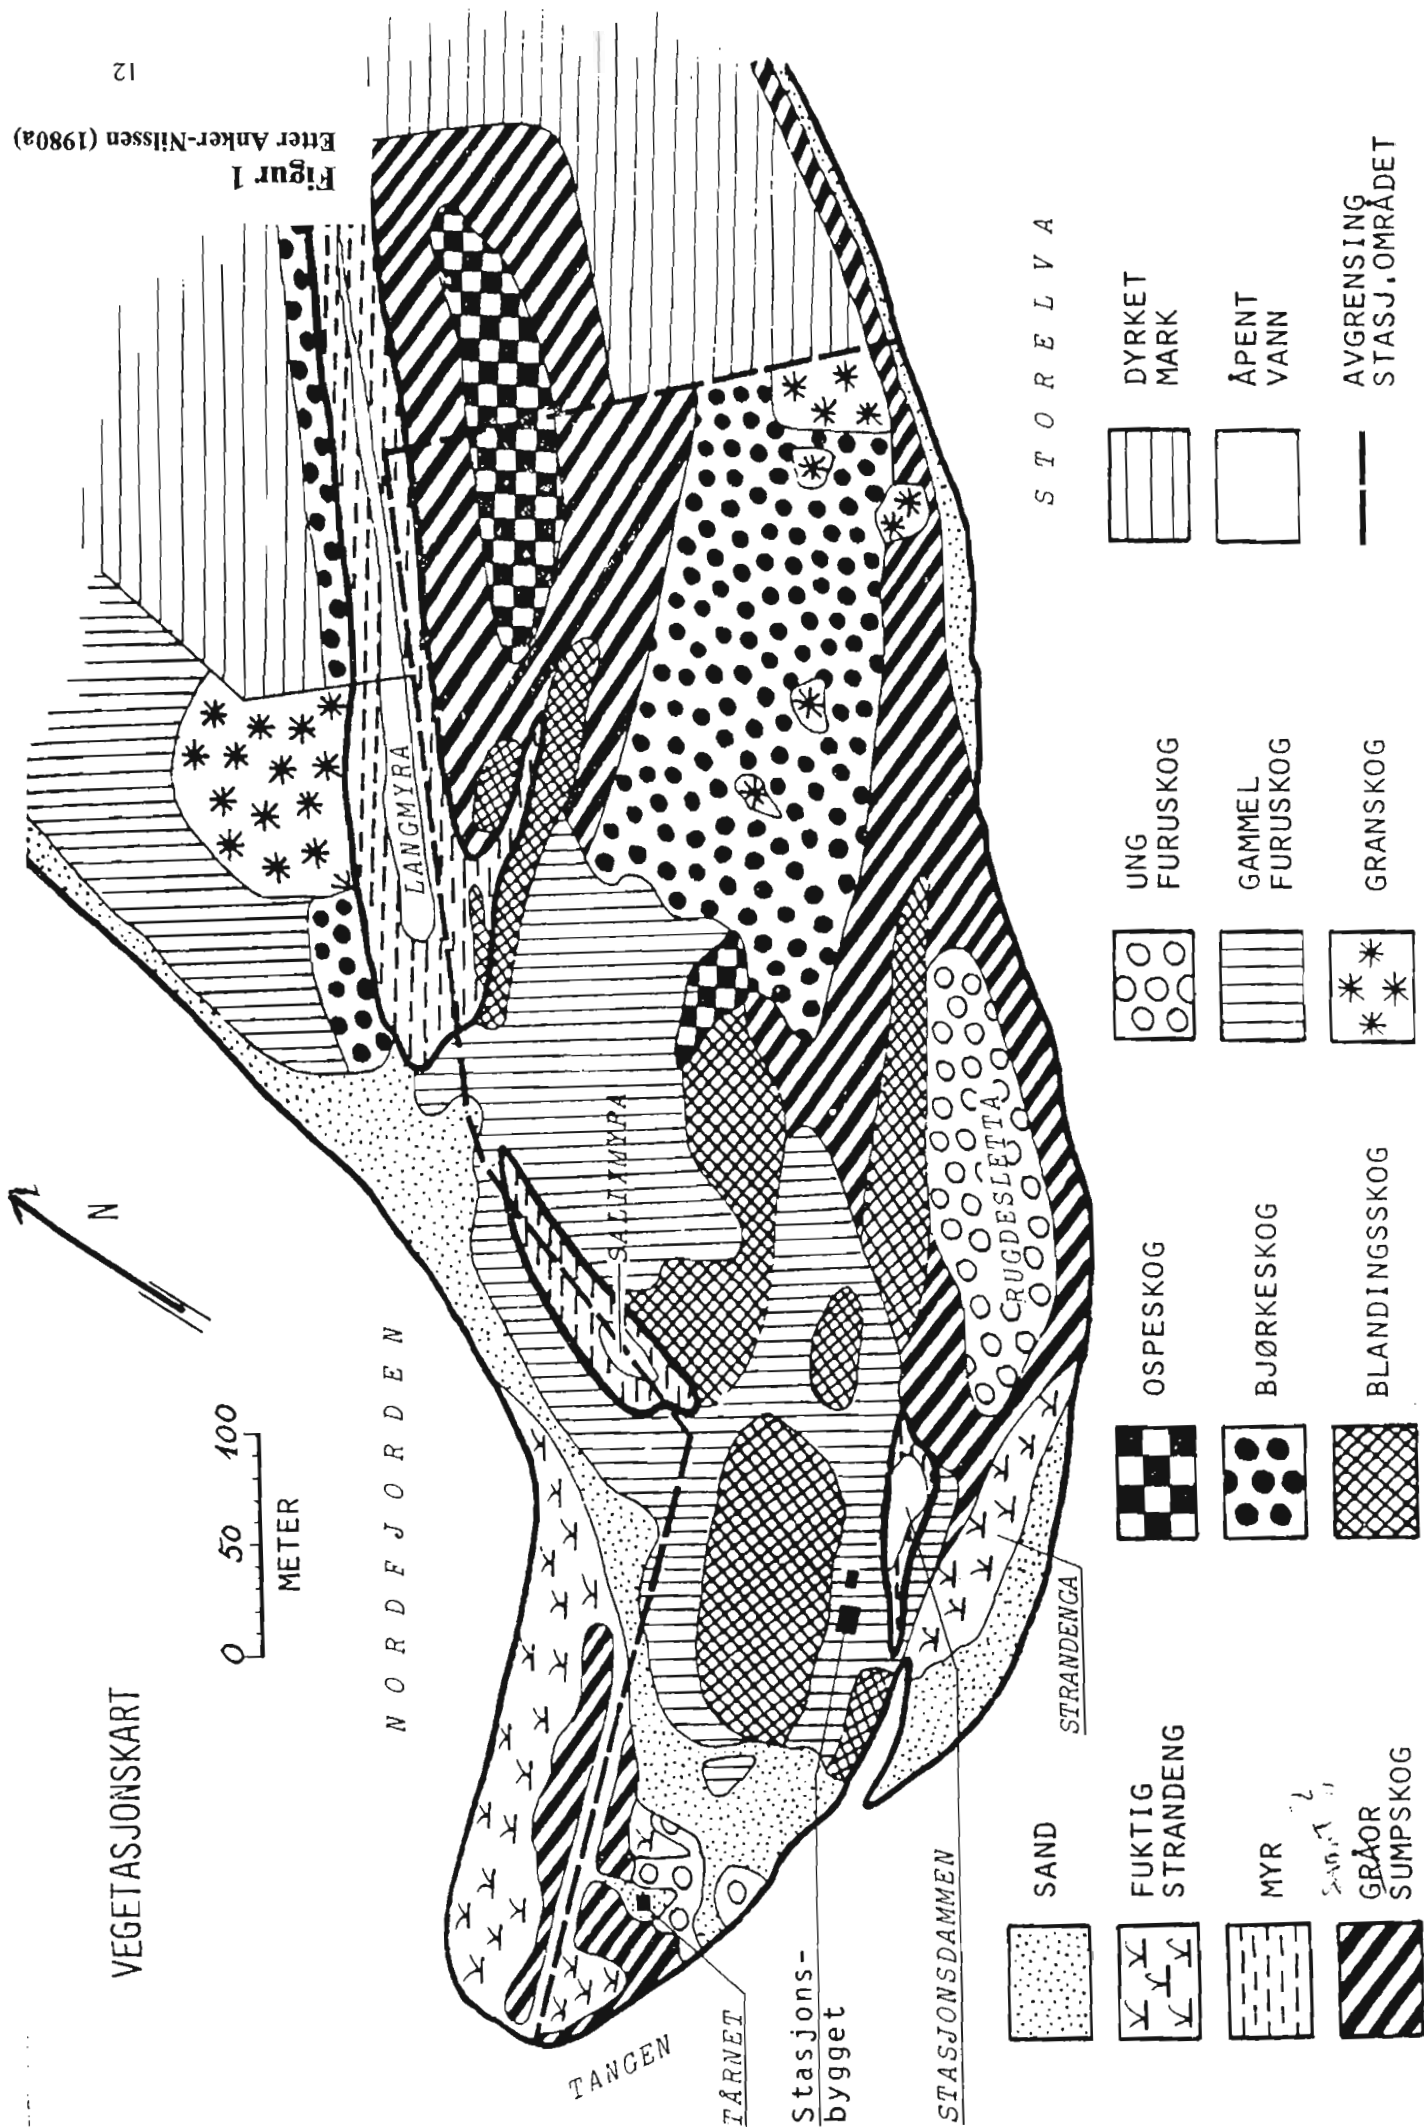 VEGETASJONSKART
0 50 100
METER
N
NORDFJORDEN
STORELVA
LANGMYRA
SALIXMYRA
RUGDESLETTA
TANGEN
TÅRNET
Stasjons-
bygget
STASJONSDAMMEN
STRANDENGA
SAND
FUKTIG
STRANDENG
MYR
GRÅOR
SUMPSKOG
OSPESKOG
BJØRKESKOG
BLANDINGSSKOG
UNG
FURUSKOG
GAMMEL
FURUSKOG
GRANSKOG
DYRKET
MARK
ÅPENT
VANN
AVGRENSING
STASJ.OMRÅDET
Figur 1
Etter Anker-Nilssen (1980a)
12